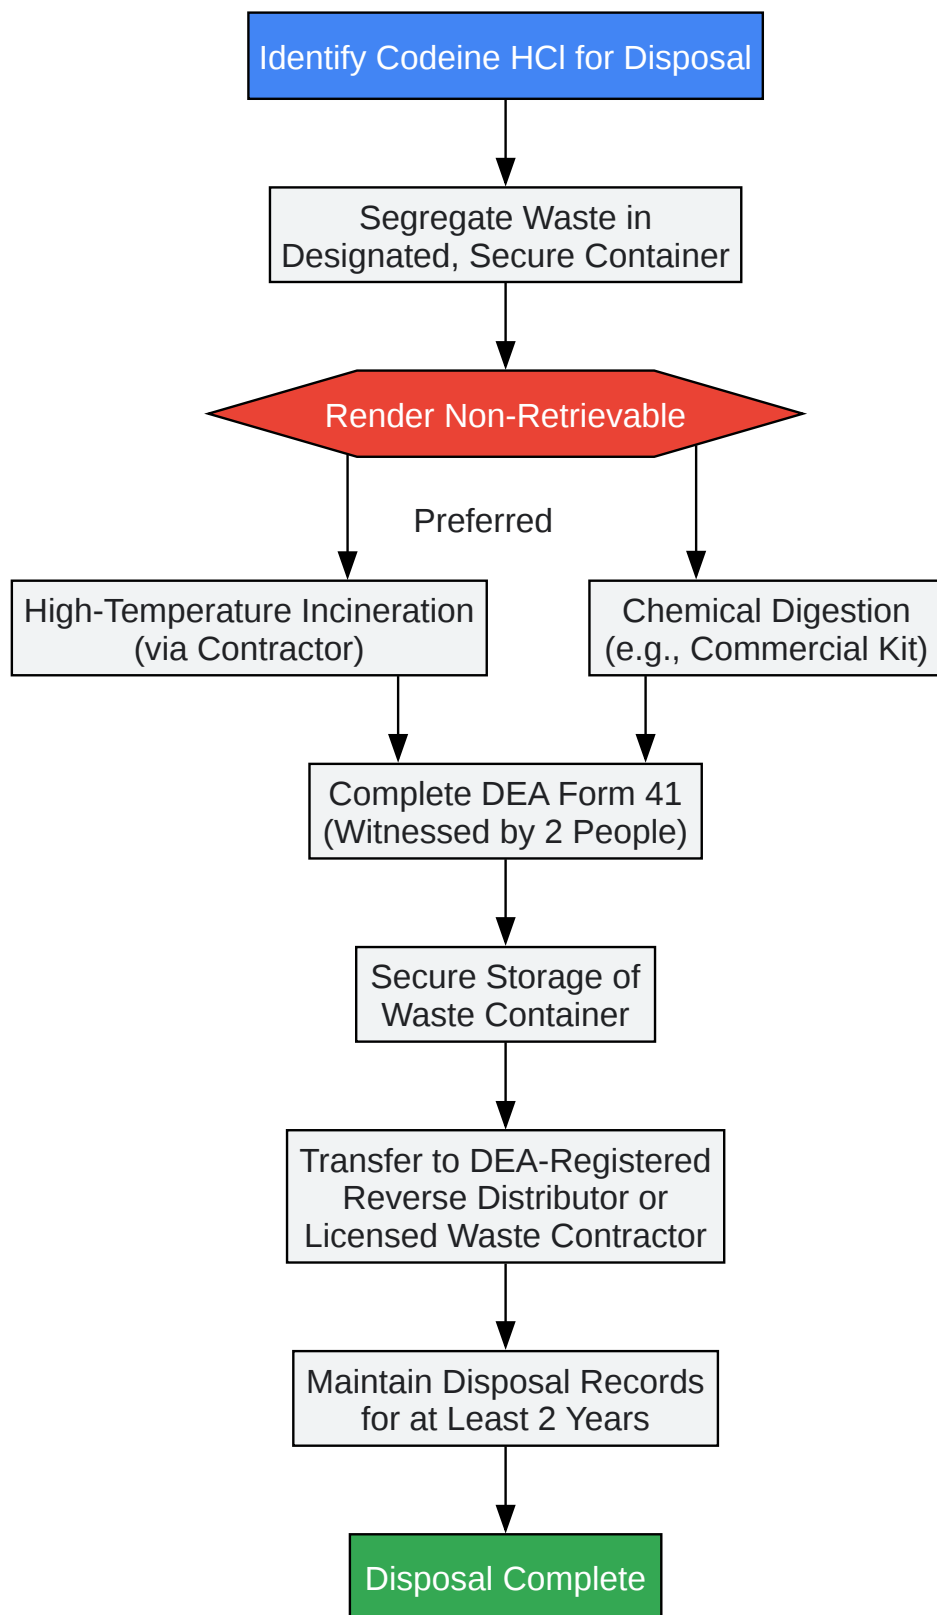 Identify Codeine HCl for Disposal
Segregate Waste in
Designated, Secure Container
Render Non-Retrievable
Preferred
High-Temperature Incineration
(via Contractor)
Chemical Digestion
(e.g., Commercial Kit)
Complete DEA Form 41
(Witnessed by 2 People)
Secure Storage of
Waste Container
Transfer to DEA-Registered
Reverse Distributor or
Licensed Waste Contractor
Maintain Disposal Records
for at Least 2 Years
Disposal Complete